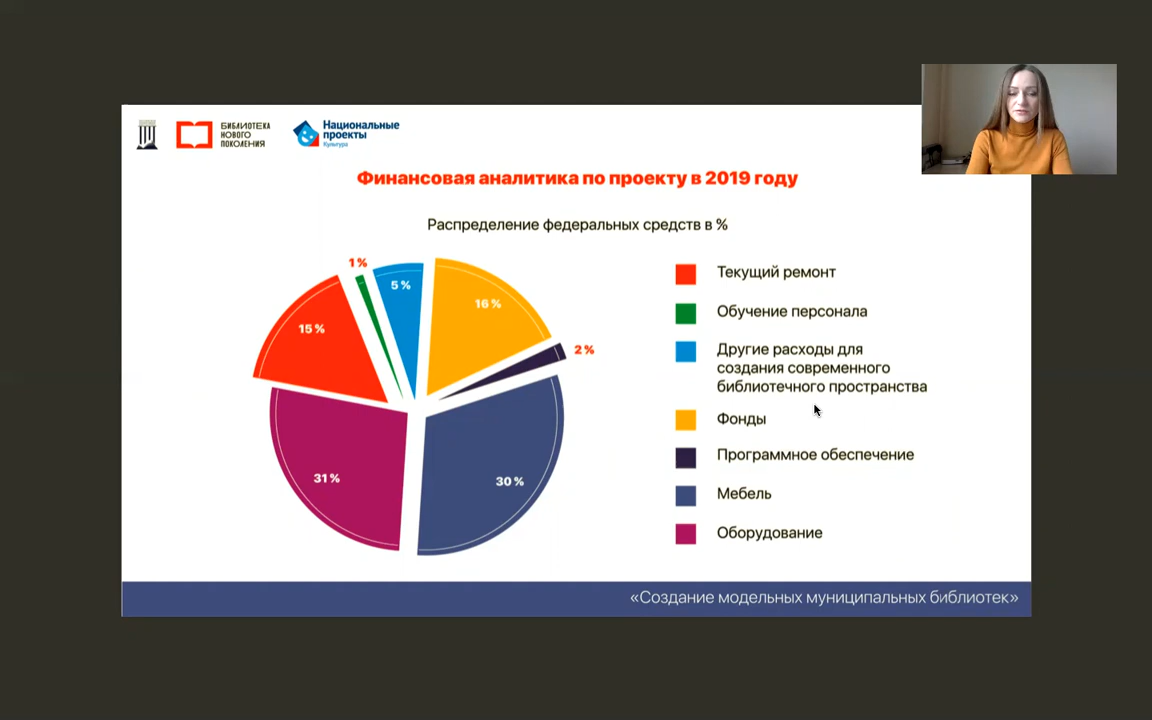 БИБЛИОТЕКА
НОВОГО
ПОКОЛЕНИЯ
Национальные
проекты
Культура
Финансовая аналитика по проекту в 2019 году
Распределение федеральных средств в %
1 %
5 %
16 %
15 %
2 %
31 %
30 %
Текущий ремонт
Обучение персонала
Другие расходы для
создания современного
библиотечного пространства
Фонды
Программное обеспечение
Мебель
Оборудование
«Создание модельных муниципальных библиотек»